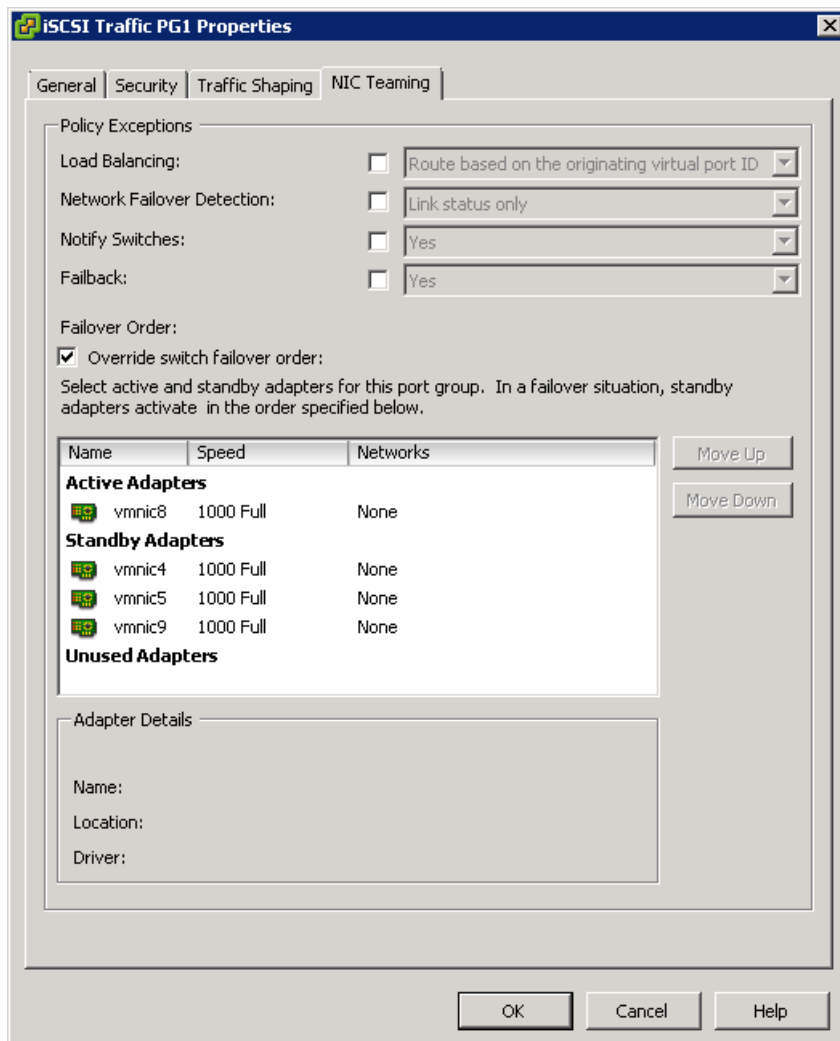 iSCSI Traffic PG1 Properties
General Security Traffic Shaping NIC Teaming
Policy Exceptions
Load Balancing: Route based on the originating virtual port ID
Network Failover Detection: Link status only
Notify Switches: Yes
Failback: Yes
Failover Order:
Override switch failover order:
Select active and standby adapters for this port group. In a failover situation, standby
adapters activate in the order specified below.
Name Speed Networks Move Up
Active Adapters Move Down
vmnic8 1000 Full None
Standby Adapters
vmnic4 1000 Full None
vmnic5 1000 Full None
vmnic9 1000 Full None
Unused Adapters
Adapter Details
Name:
Location:
Driver:
OK Cancel Help